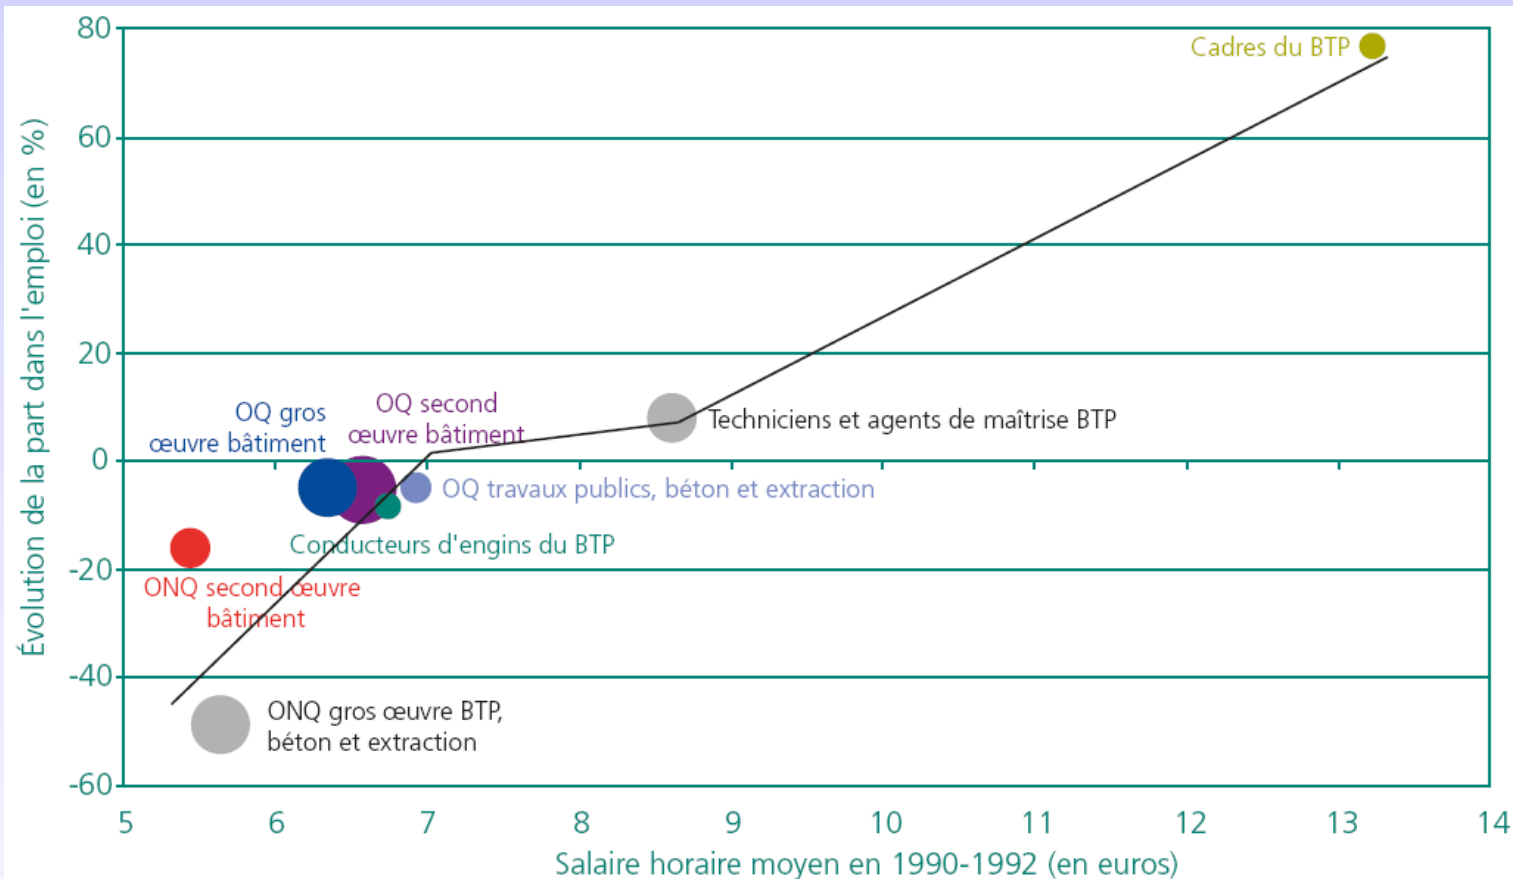 80
60
40
20
0
-20
-40
-60
Évolution de la part dans l'emploi (en %)
Cadres du BTP
OQ gros
œuvre bâtiment
OQ second
œuvre bâtiment
Techniciens et agents de maîtrise BTP
OQ travaux publics, béton et extraction
Conducteurs d'engins du BTP
ONQ second œuvre
bâtiment
ONQ gros œuvre BTP,
béton et extraction
5 6 7 8 9 10 11 12 13 14
Salaire horaire moyen en 1990-1992 (en euros)